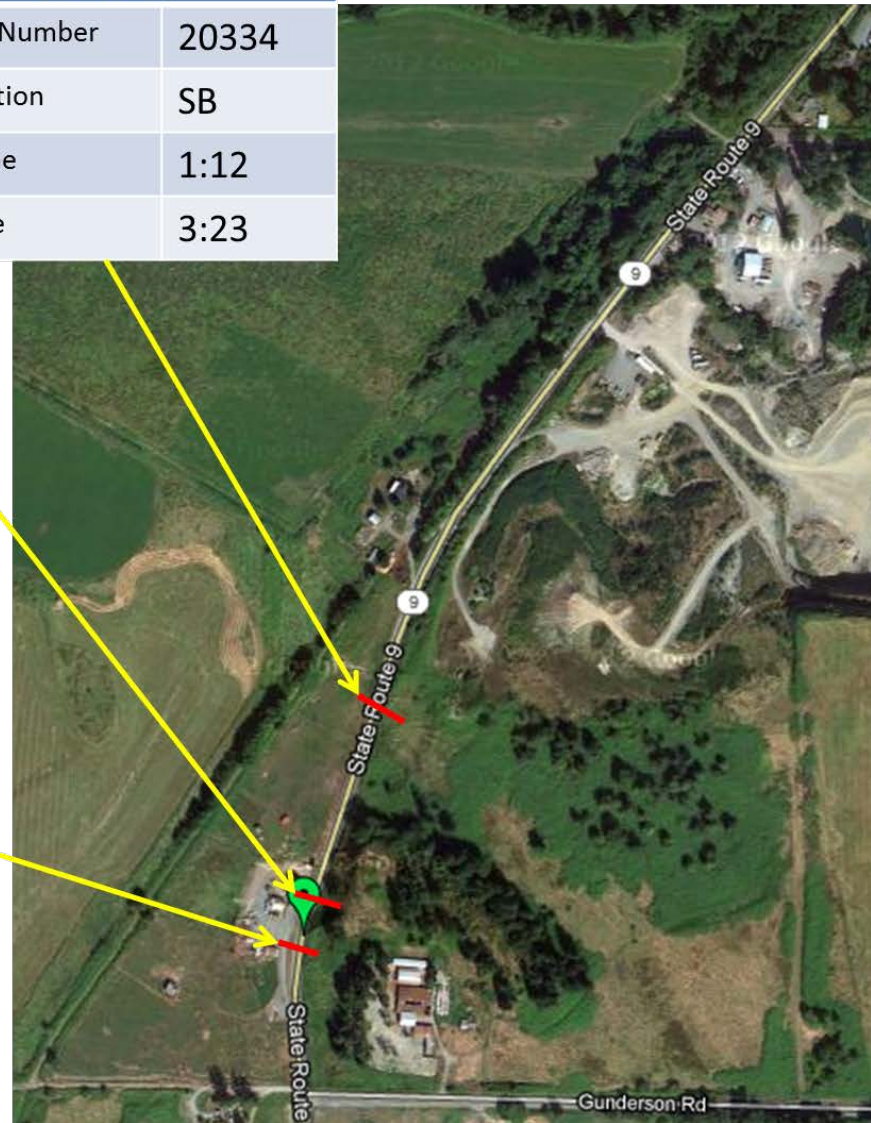 Number 20334
tion SB
e 1:12
e 3:23
State Route 9
9
9
State Route 9
State Route
Gunderson Rd